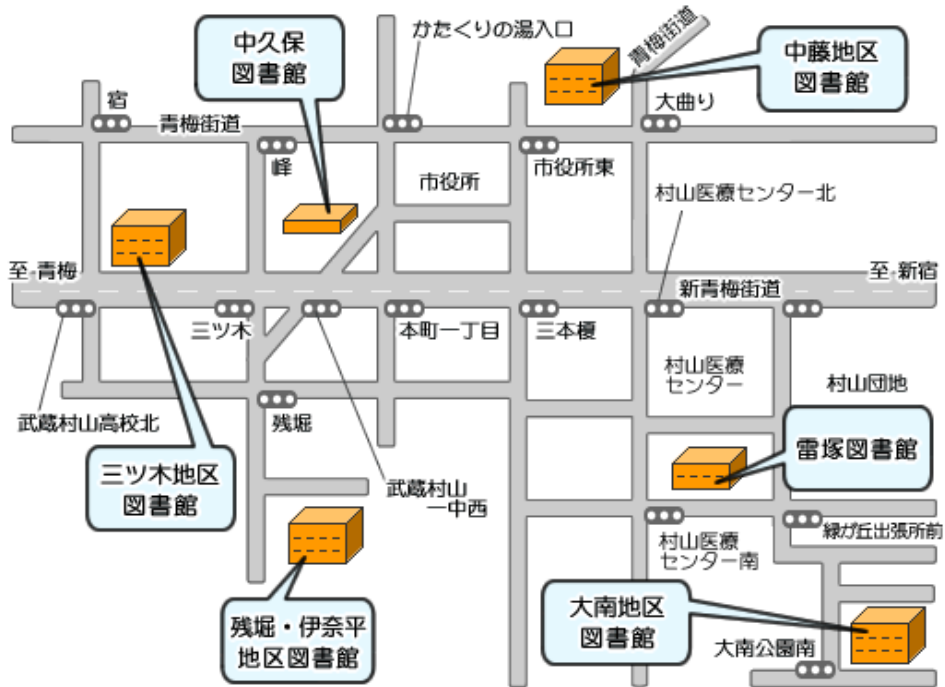 中久保
図書館
かたくりの湯入口
青梅街道
中藤地区
図書館
宿
青梅街道
大曲り
峰
市役所
市役所東
村山医療センター北
至 青梅
至 新宿
新青梅街道
三ツ木
本町一丁目
三本榎
村山医療
センター
村山団地
武蔵村山高校北
残堀
雷塚図書館
三ツ木地区
図書館
武蔵村山
一中西
村山医療
センター南
緑が丘出張所前
残堀・伊奈平
地区図書館
大南地区
図書館
大南公園南